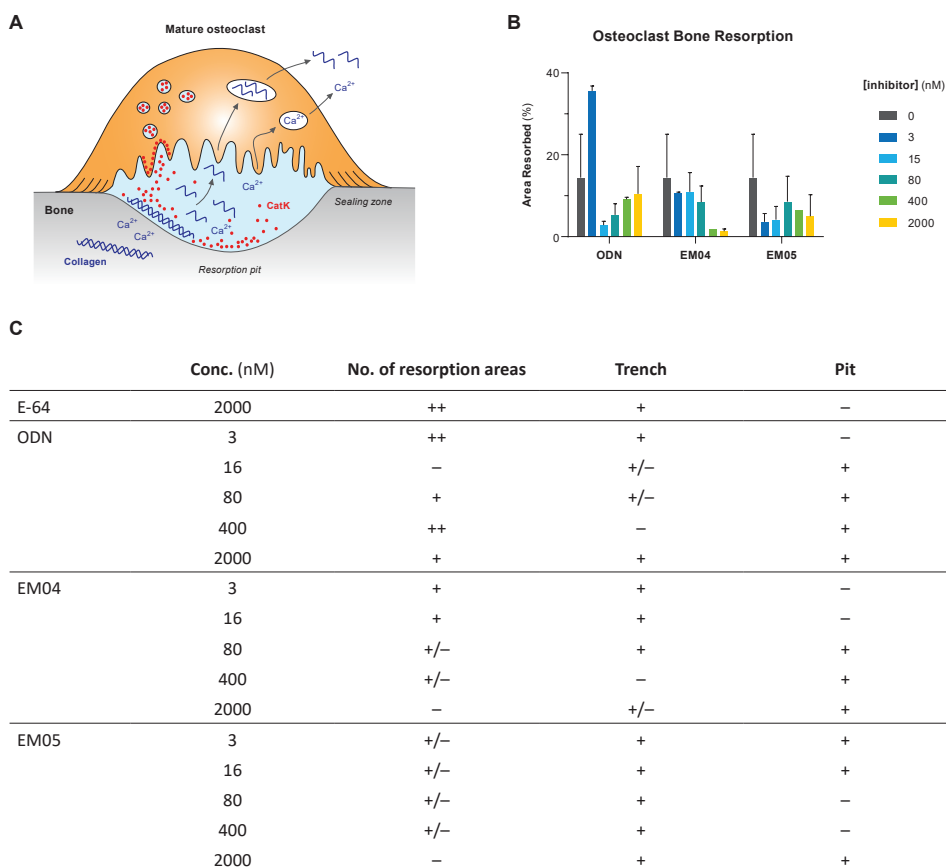 A
Mature osteoclast
Ca²⁺
Ca²⁺
Ca²⁺
CatK
Sealing zone
Bone
Ca²⁺
Ca²⁺
Ca²⁺
Collagen
Resorption pit
B
Osteoclast Bone Resorption
Area Resorbed (%)
40
20
0
ODN EM04 EM05
[inhibitor] (nM)
0
3
15
80
400
2000
C
Conc. (nM) No. of resorption areas Trench Pit
E-64 2000 ++ + –
ODN 3 ++ + –
16 – +/– +
80 + +/– +
400 ++ – +
2000 + + +
EM04 3 + + –
16 + + –
80 +/– + +
400 +/– – +
2000 – +/– +
EM05 3 +/– + +
16 +/– + +
80 +/– + –
400 +/– + –
2000 – + +